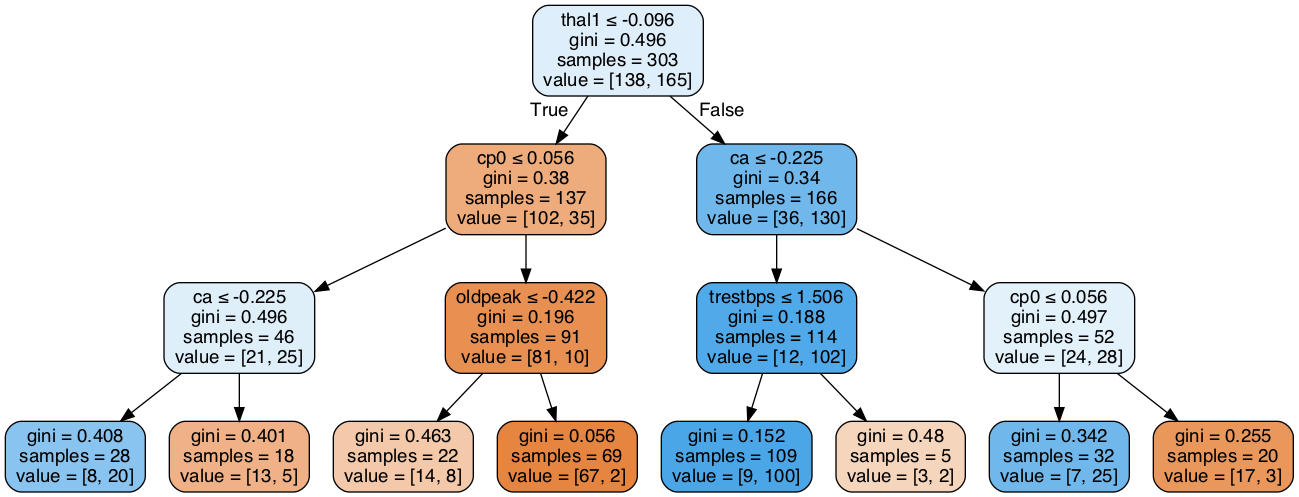 thal1 ≤ -0.096
gini = 0.496
samples = 303
value = [138, 165]
True
False
cp0 ≤ 0.056
gini = 0.38
samples = 137
value = [102, 35]
ca ≤ -0.225
gini = 0.34
samples = 166
value = [36, 130]
ca ≤ -0.225
gini = 0.496
samples = 46
value = [21, 25]
oldpeak ≤ -0.422
gini = 0.196
samples = 91
value = [81, 10]
trestbps ≤ 1.506
gini = 0.188
samples = 114
value = [12, 102]
cp0 ≤ 0.056
gini = 0.497
samples = 52
value = [24, 28]
gini = 0.408
samples = 28
value = [8, 20]
gini = 0.401
samples = 18
value = [13, 5]
gini = 0.463
samples = 22
value = [14, 8]
gini = 0.056
samples = 69
value = [67, 2]
gini = 0.152
samples = 109
value = [9, 100]
gini = 0.48
samples = 5
value = [3, 2]
gini = 0.342
samples = 32
value = [7, 25]
gini = 0.255
samples = 20
value = [17, 3]